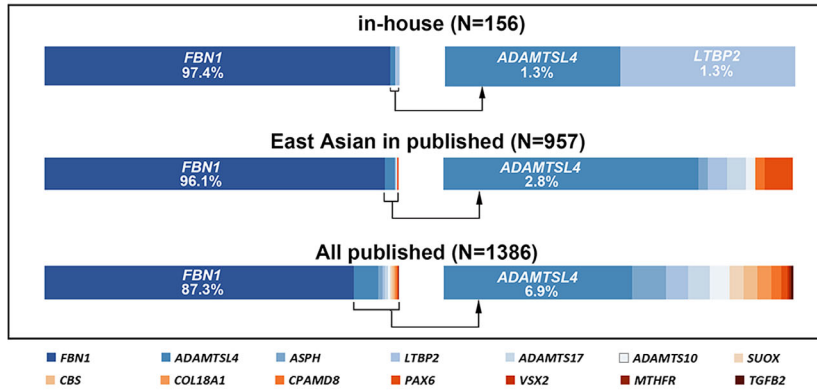 in-house (N=156)
FBN1
97.4%
ADAMTSL4
1.3%
LTBP2
1.3%
East Asian in published (N=957)
FBN1
96.1%
ADAMTSL4
2.8%
All published (N=1386)
FBN1
87.3%
ADAMTSL4
6.9%
FBN1 ADAMTSL4 ASPH LTBP2 ADAMTS17 ADAMTS10 SUOX
CBS COL18A1 CPAMD8 PAX6 VSX2 MTHFR TGFB2